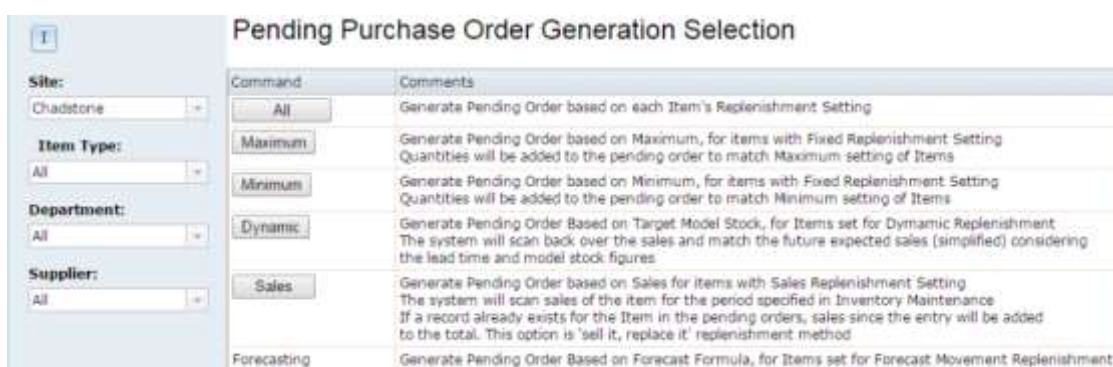 Pending Purchase Order Generation Selection
Site:
Chadstone
Item Type:
All
Department:
All
Supplier:
All
Command Comments
All Generate Pending Order based on each Item's Replenishment Setting
Maximum Generate Pending Order based on Maximum, for items with Fixed Replenishment Setting
Quantities will be added to the pending order to match Maximum setting of Items
Minimum Generate Pending Order based on Minimum, for items with Fixed Replenishment Setting
Quantities will be added to the pending order to match Minimum setting of Items
Dynamic Generate Pending Order Based on Target Model Stock, for Items set for Dymamic Replenishment
The system will scan back over the sales and match the future expected sales (simplified) considering
the lead time and model stock figures
Sales Generate Pending Order based on Sales for items with Sales Replenishment Setting
The system will scan sales of the item for the period specified in Inventory Maintenance
If a record already exists for the Item in the pending orders, sales since the entry will be added
to the total. This option is 'sell it, replace it' replenishment method
Forecasting Generate Pending Order Based on Forecast Formula, for Items set for Forecast Movement Replenishment